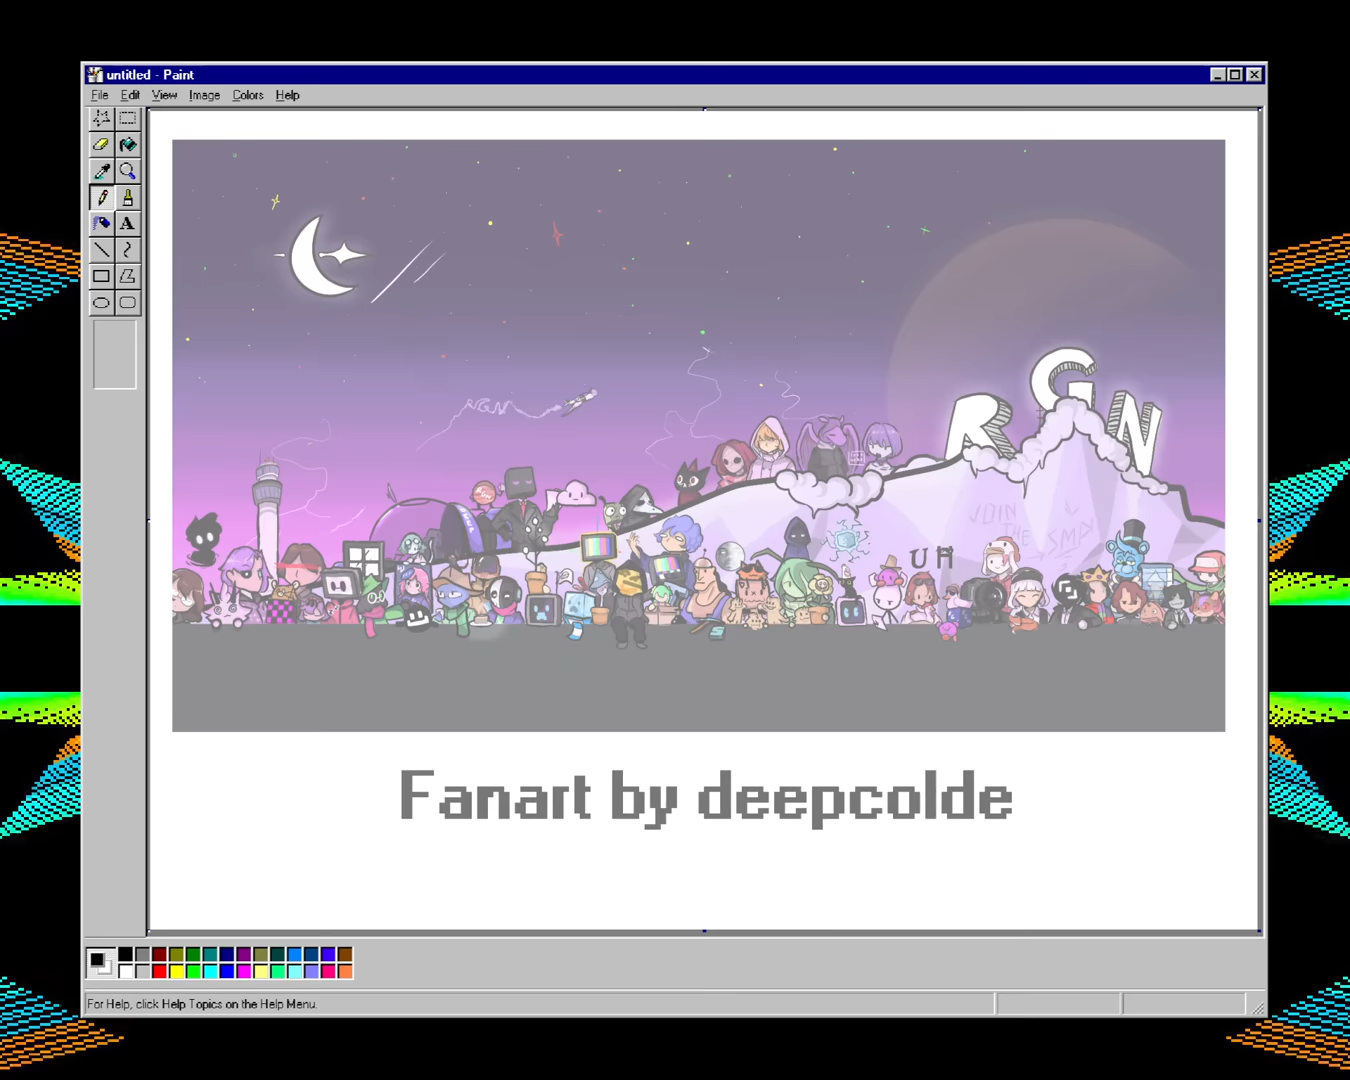 untitled - Paint
File Edit View Image Colors Help
A
RGN
RGN
JOIN
THE
SMP
UH
Fanart by deepcolde
For Help, click Help Topics on the Help Menu.